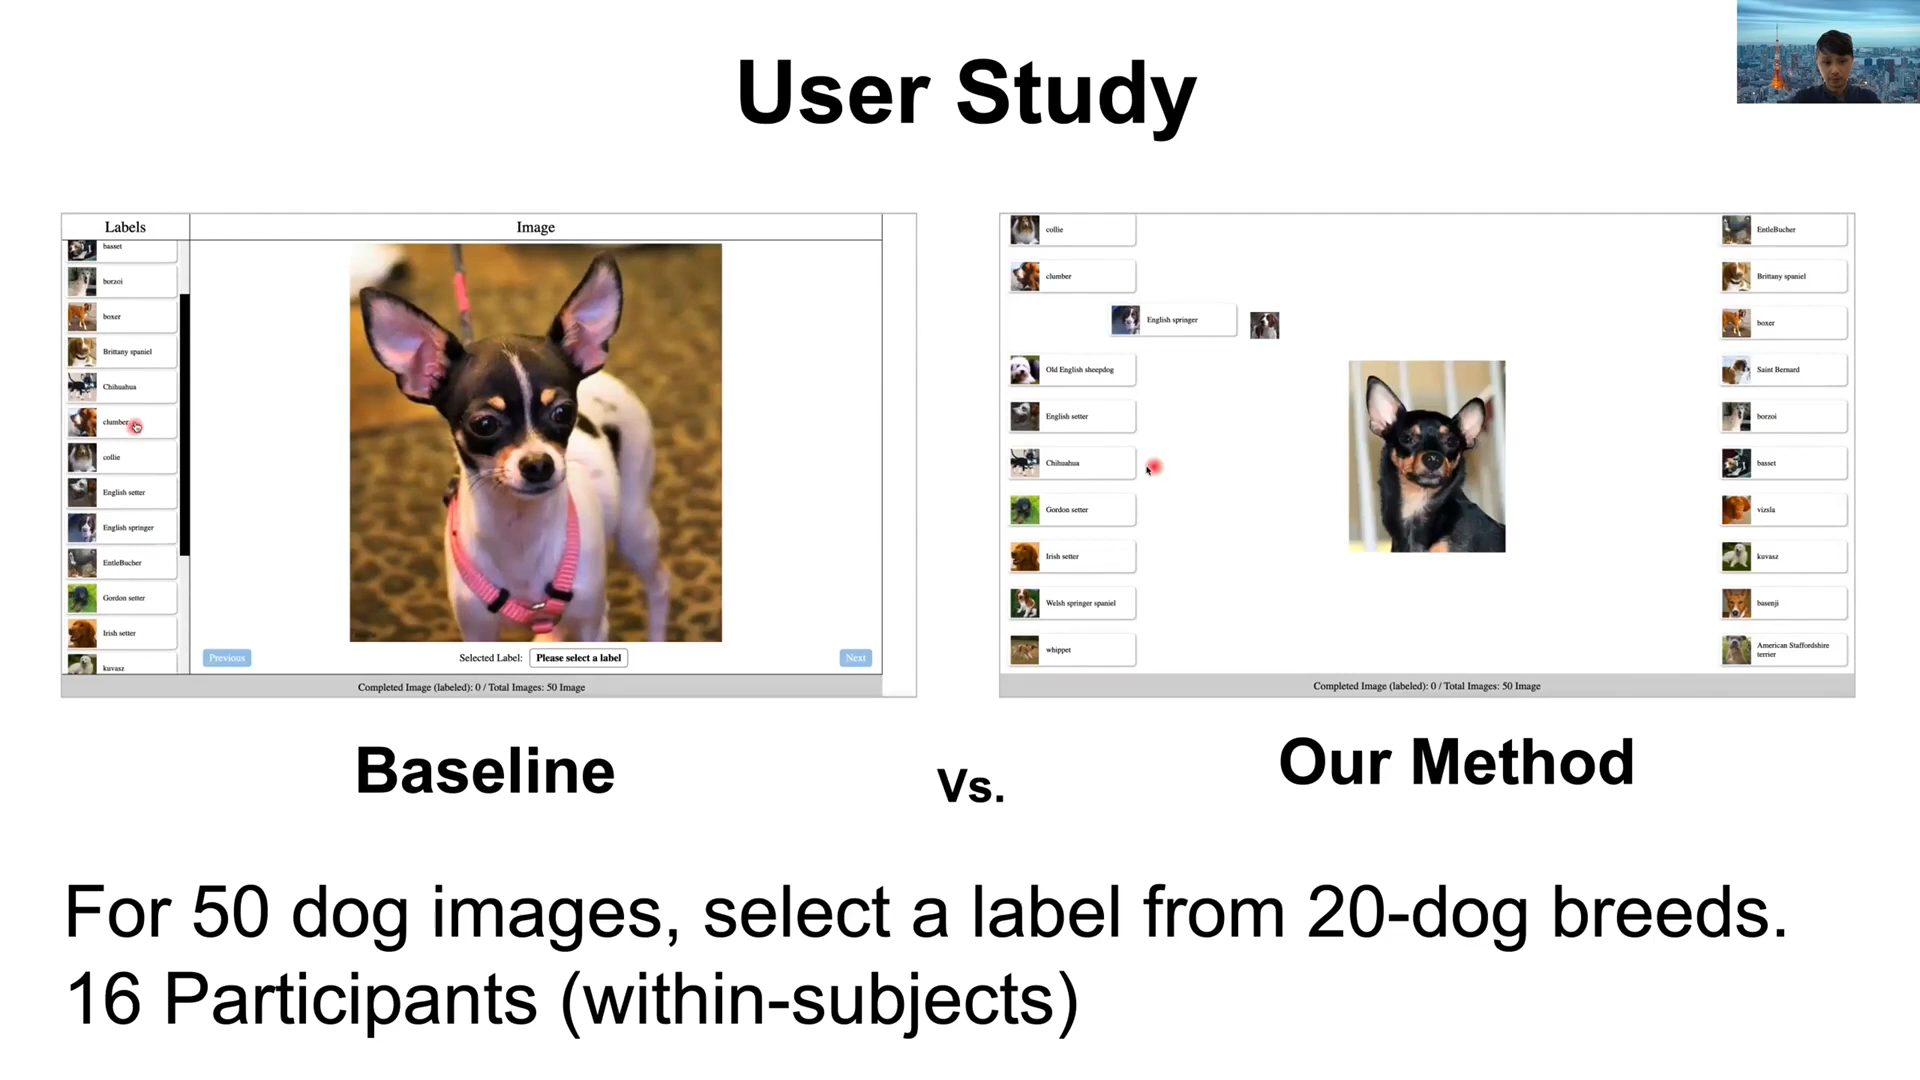 User Study
Labels
Image
basset
borzoi
boxer
Brittany spaniel
Chihuahua
clumber
collie
English setter
English springer
EntleBucher
Gordon setter
Irish setter
kuvasz
Previous
Selected Label: Please select a label
Next
Completed Image (labeled): 0 / Total Images: 50 Image
collie
clumber
English springer
Old English sheepdog
English setter
Chihuahua
Gordon setter
Irish setter
Welsh springer spaniel
whippet
EntleBucher
Brittany spaniel
boxer
Saint Bernard
borzoi
basset
vizsla
kuvasz
basenji
American Staffordshire
terrier
Completed Image (labeled): 0 / Total Images: 50 Image
Baseline
Vs.
Our Method
For 50 dog images, select a label from 20-dog breeds.
16 Participants (within-subjects)